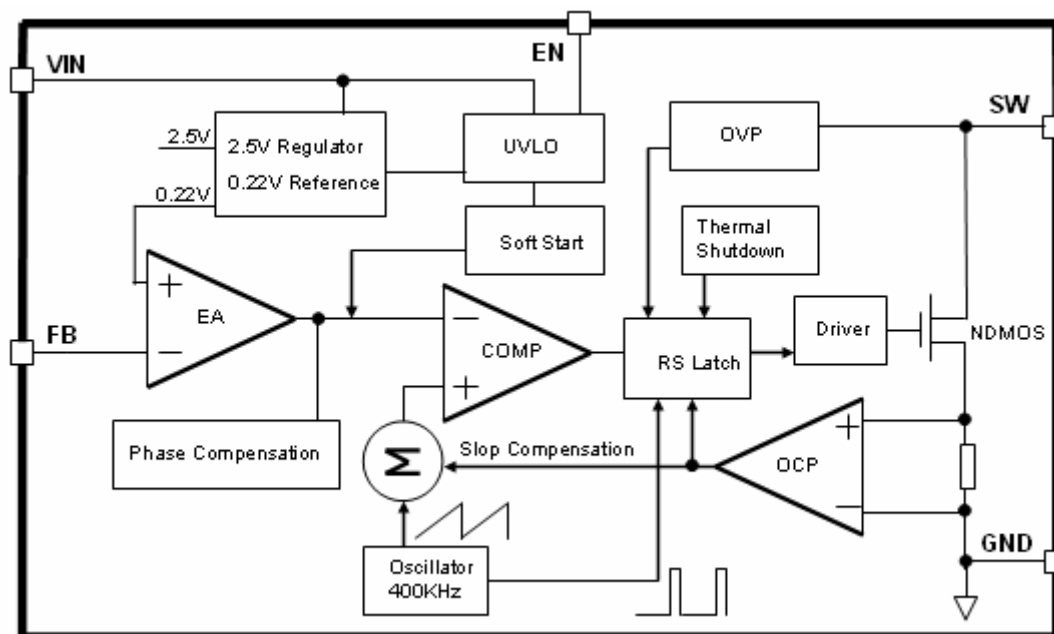 EN
VIN
SW
2.5V
2.5V Regulator
0.22V Reference
UVLO
OVP
0.22V
Soft Start
Thermal
Shutdown
+
EA
−
FB
−
COMP
+
RS Latch
Driver
NDMOS
Phase Compensation
Σ
Slop Compensation
+
OCP
−
GND
Oscillator
400KHz